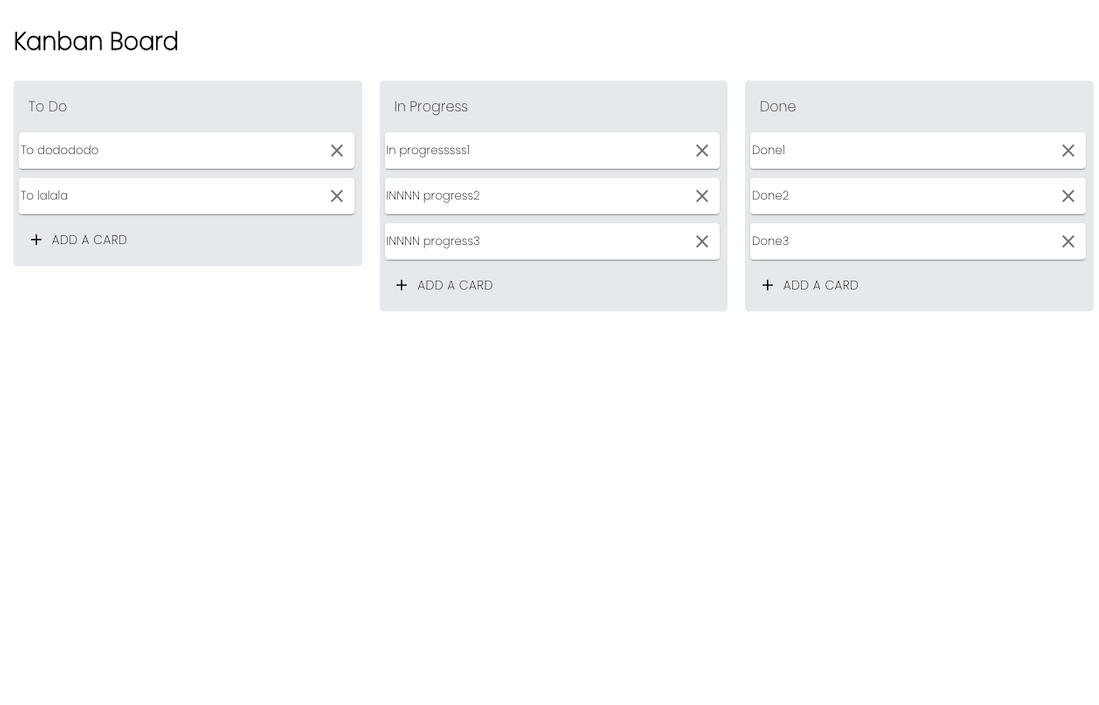 Kanban Board
To Do
To dodododo
To lalala
ADD A CARD
In Progress
In progresssss1
INNNN progress2
INNNN progress3
ADD A CARD
Done
Done1
Done2
Done3
ADD A CARD